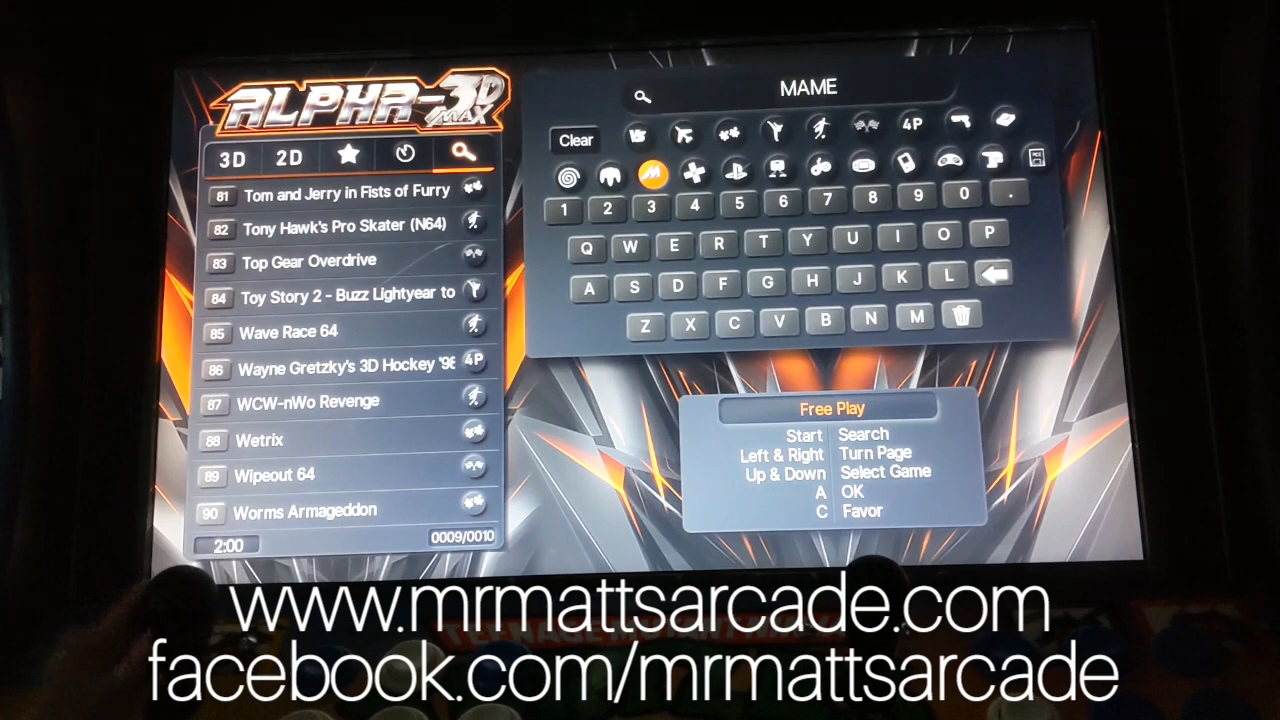 ALPHA-3D
MAX
3D 2D
81 Tom and Jerry in Fists of Furry
82 Tony Hawk's Pro Skater (N64)
83 Top Gear Overdrive
84 Toy Story 2 - Buzz Lightyear to
85 Wave Race 64
86 Wayne Gretzky's 3D Hockey '98 4P
87 WCW-nWo Revenge
88 Wetrix
89 Wipeout 64
90 Worms Armageddon
2:00 0009/0010
MAME
Clear 4P
M
1 2 3 4 5 6 7 8 9 0 .
Q W E R T Y U I O P
A S D F G H J K L
Z X C V B N M
Free Play
Start Search
Left & Right Turn Page
Up & Down Select Game
A OK
C Favor
www.mrmattsarcade.com
facebook.com/mrmattsarcade